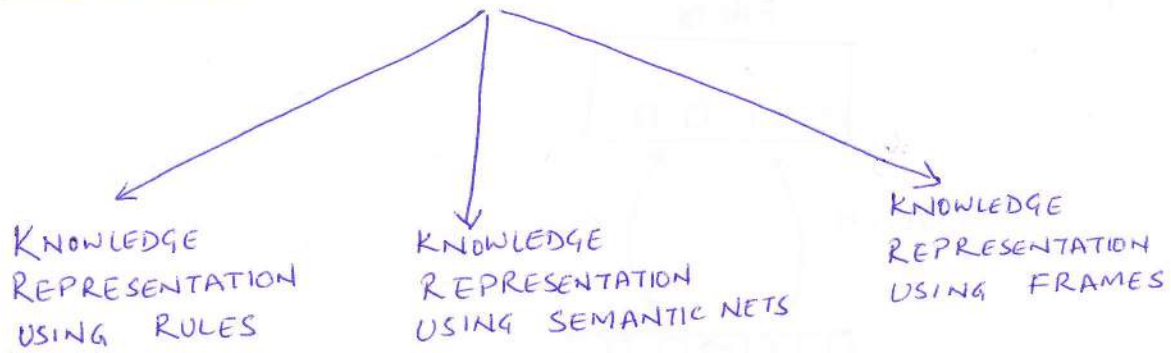 KNOWLEDGE
REPRESENTATION
USING RULES
KNOWLEDGE
REPRESENTATION
USING SEMANTIC NETS
KNOWLEDGE
REPRESENTATION
USING FRAMES